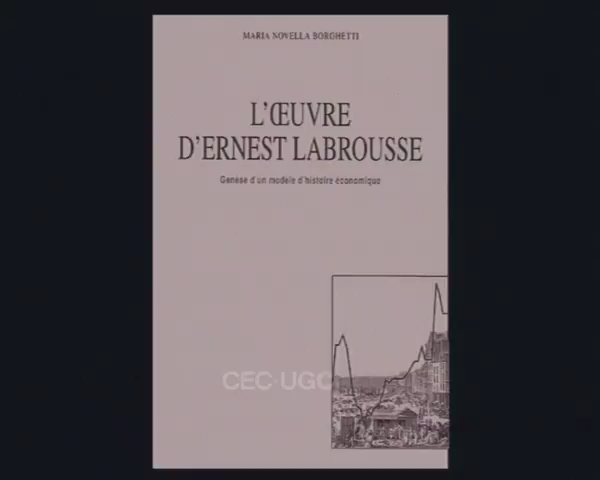 MARIA NOVELLA BORGHETTI
L'ŒUVRE
D'ERNEST LABROUSSE
Genèse d'un modèle d'histoire économique
CEC-UGC